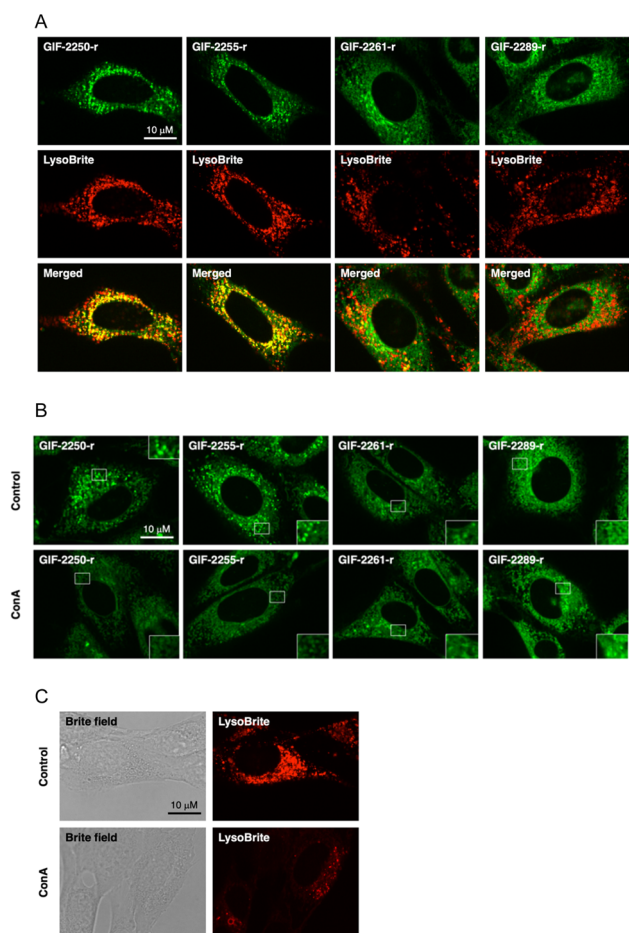 A
GIF-2250-r GIF-2255-r GIF-2261-r GIF-2289-r
10 μM
LysoBrite LysoBrite LysoBrite LysoBrite
Merged Merged Merged Merged
B
GIF-2250-r GIF-2255-r GIF-2261-r GIF-2289-r
Control
10 μM
GIF-2250-r GIF-2255-r GIF-2261-r GIF-2289-r
ConA
C
Brite field LysoBrite
Control
10 μM
Brite field LysoBrite
ConA